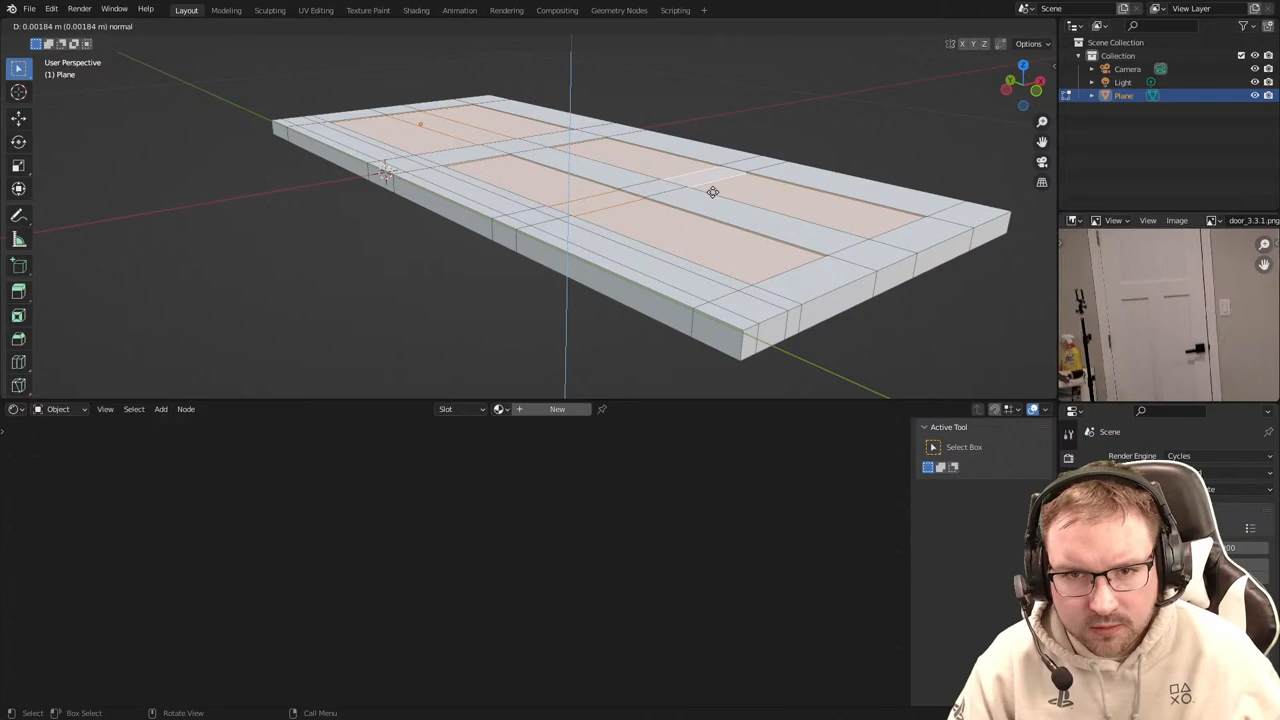 File Edit Render Window Help
Layout Modeling Sculpting UV Editing Texture Paint Shading Animation Rendering Compositing Geometry Nodes Scripting +
Scene
View Layer
D: 0.00184 m (0.00184 m) normal
X Y Z Options
User Perspective
(1) Plane
Z
Y
X
Scene Collection
Collection
Camera
Light
Plane
View View Image door_3.3.1.png
Object View Select Add Node Slot New
Active Tool
Select Box
Scene
Render Engine Cycles
Select Box Select Rotate View Call Menu